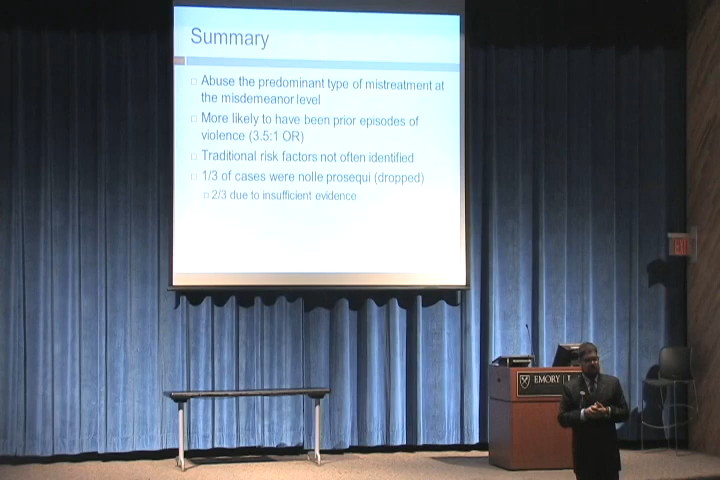 Summary
Abuse the predominant type of mistreatment at
the misdemeanor level
More likely to have been prior episodes of
violence (3.5:1 OR)
Traditional risk factors not often identified
1/3 of cases were nolle prosequi (dropped)
2/3 due to insufficient evidence
EXIT
EMORY